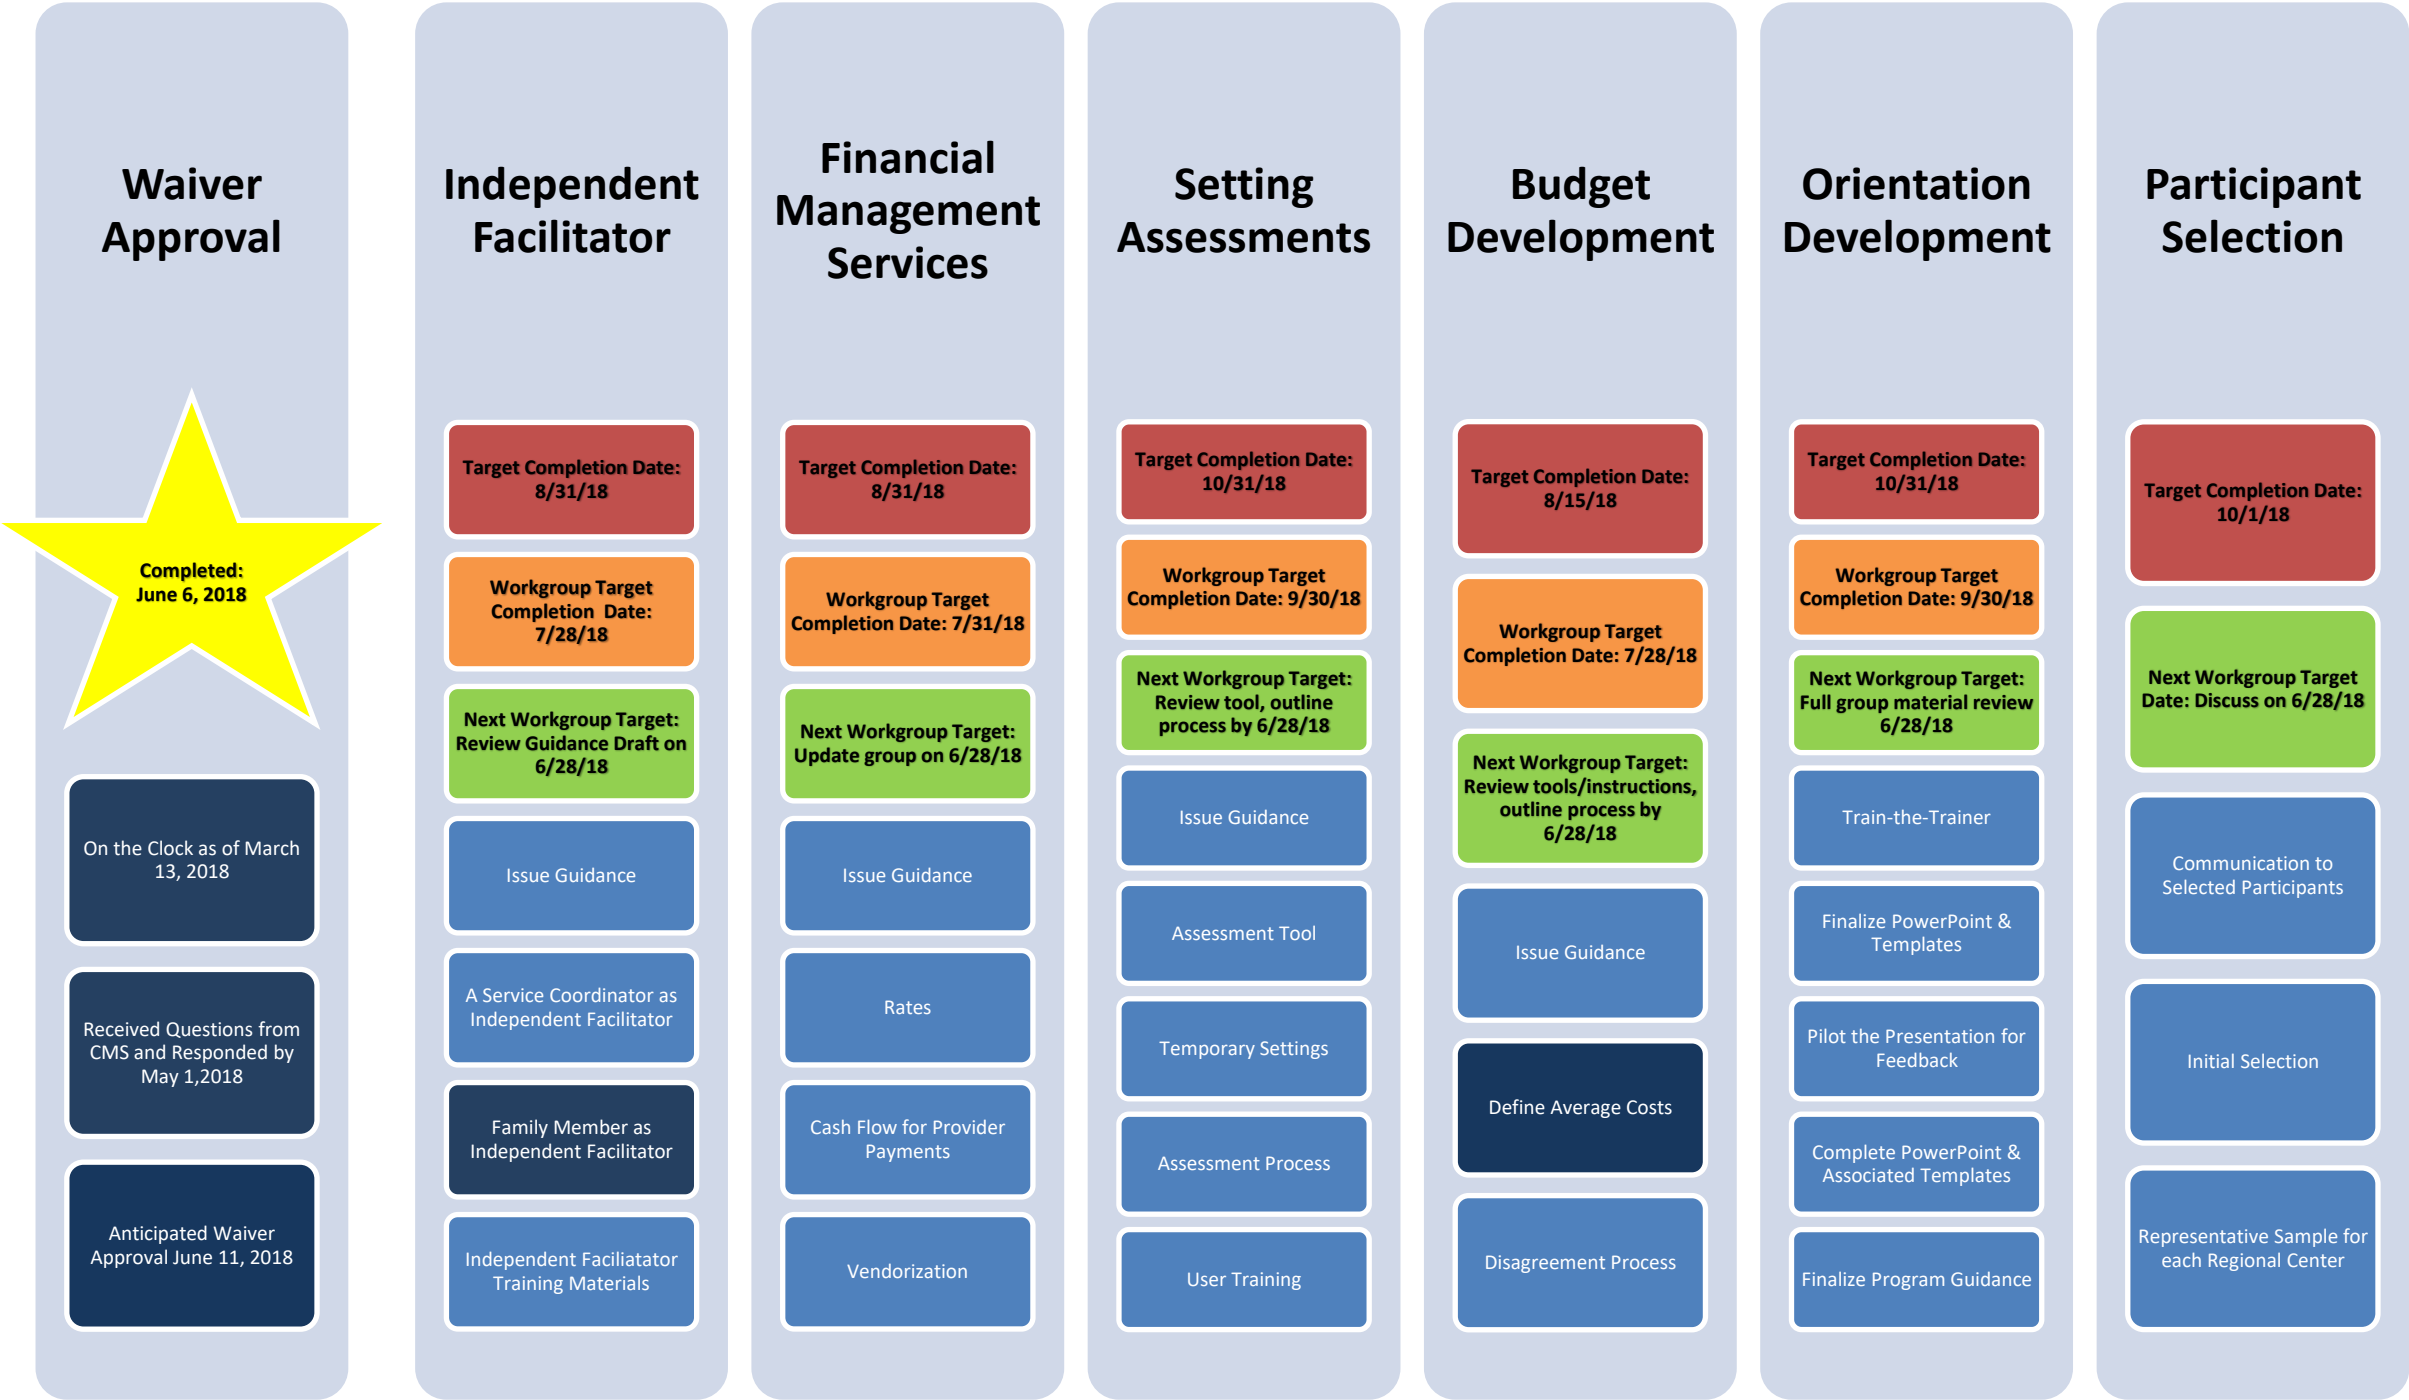 Waiver
Approval
Completed:
June 6, 2018
On the Clock as of March
13, 2018
Received Questions from
CMS and Responded by
May 1,2018
Anticipated Waiver
Approval June 11, 2018
Independent
Facilitator
Target Completion Date:
8/31/18
Workgroup Target
Completion Date:
7/28/18
Next Workgroup Target:
Review Guidance Draft on
6/28/18
Issue Guidance
A Service Coordinator as
Independent Facilitator
Family Member as
Independent Facilitator
Independent Faciliatator
Training Materials
Financial
Management
Services
Target Completion Date:
8/31/18
Workgroup Target
Completion Date: 7/31/18
Next Workgroup Target:
Update group on 6/28/18
Issue Guidance
Rates
Cash Flow for Provider
Payments
Vendorization
Setting
Assessments
Target Completion Date:
10/31/18
Workgroup Target
Completion Date: 9/30/18
Next Workgroup Target:
Review tool, outline
process by 6/28/18
Issue Guidance
Assessment Tool
Temporary Settings
Assessment Process
User Training
Budget
Development
Target Completion Date:
8/15/18
Workgroup Target
Completion Date: 7/28/18
Next Workgroup Target:
Review tools/instructions,
outline process by
6/28/18
Issue Guidance
Define Average Costs
Disagreement Process
Orientation
Development
Target Completion Date:
10/31/18
Workgroup Target
Completion Date: 9/30/18
Next Workgroup Target:
Full group material review
6/28/18
Train-the-Trainer
Finalize PowerPoint &
Templates
Pilot the Presentation for
Feedback
Complete PowerPoint &
Associated Templates
Finalize Program Guidance
Participant
Selection
Target Completion Date:
10/1/18
Next Workgroup Target
Date: Discuss on 6/28/18
Communication to
Selected Participants
Initial Selection
Representative Sample for
each Regional Center